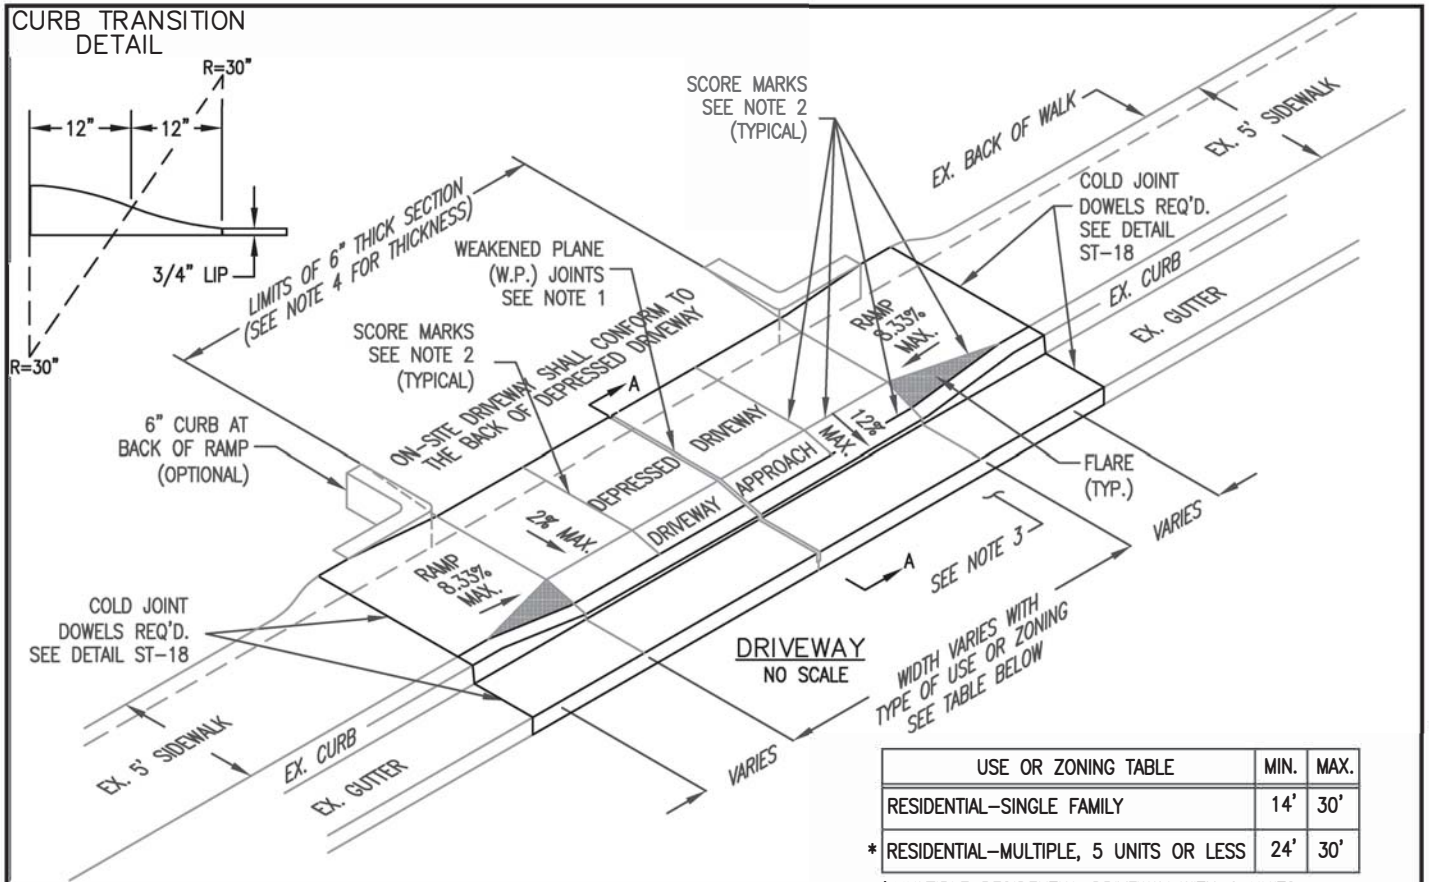 CURB TRANSITION
DETAIL
R=30"
12"
12"
3/4" LIP
R=30"
LIMITS OF 6" THICK SECTION
(SEE NOTE 4 FOR THICKNESS)
SCORE MARKS
SEE NOTE 2
(TYPICAL)
EX. BACK OF WALK
EX. 5' SIDEWALK
COLD JOINT
DOWELS REQ'D.
SEE DETAIL
ST-18
EX. CURB
EX. GUTTER
WEAKENED PLANE
(W.P.) JOINTS
SEE NOTE 1
SCORE MARKS
SEE NOTE 2
(TYPICAL)
ON-SITE DRIVEWAY SHALL CONFORM TO
THE BACK OF DEPRESSED DRIVEWAY
6" CURB AT
BACK OF RAMP
(OPTIONAL)
A
RAMP
8.33%
MAX.
DEPRESSED DRIVEWAY
DRIVEWAY APPROACH
12%
MAX.
2% MAX.
RAMP
8.33%
MAX.
FLARE
(TYP.)
VARIES
SEE NOTE 3
A
COLD JOINT
DOWELS REQ'D.
SEE DETAIL ST-18
DRIVEWAY
NO SCALE
WIDTH VARIES WITH
TYPE OF USE OR ZONING
SEE TABLE BELOW
VARIES
EX. 5' SIDEWALK
EX. CURB
EX. GUTTER
USE OR ZONING TABLE MIN. MAX.
RESIDENTIAL-SINGLE FAMILY 14' 30'
* RESIDENTIAL-MULTIPLE, 5 UNITS OR LESS 24' 30'